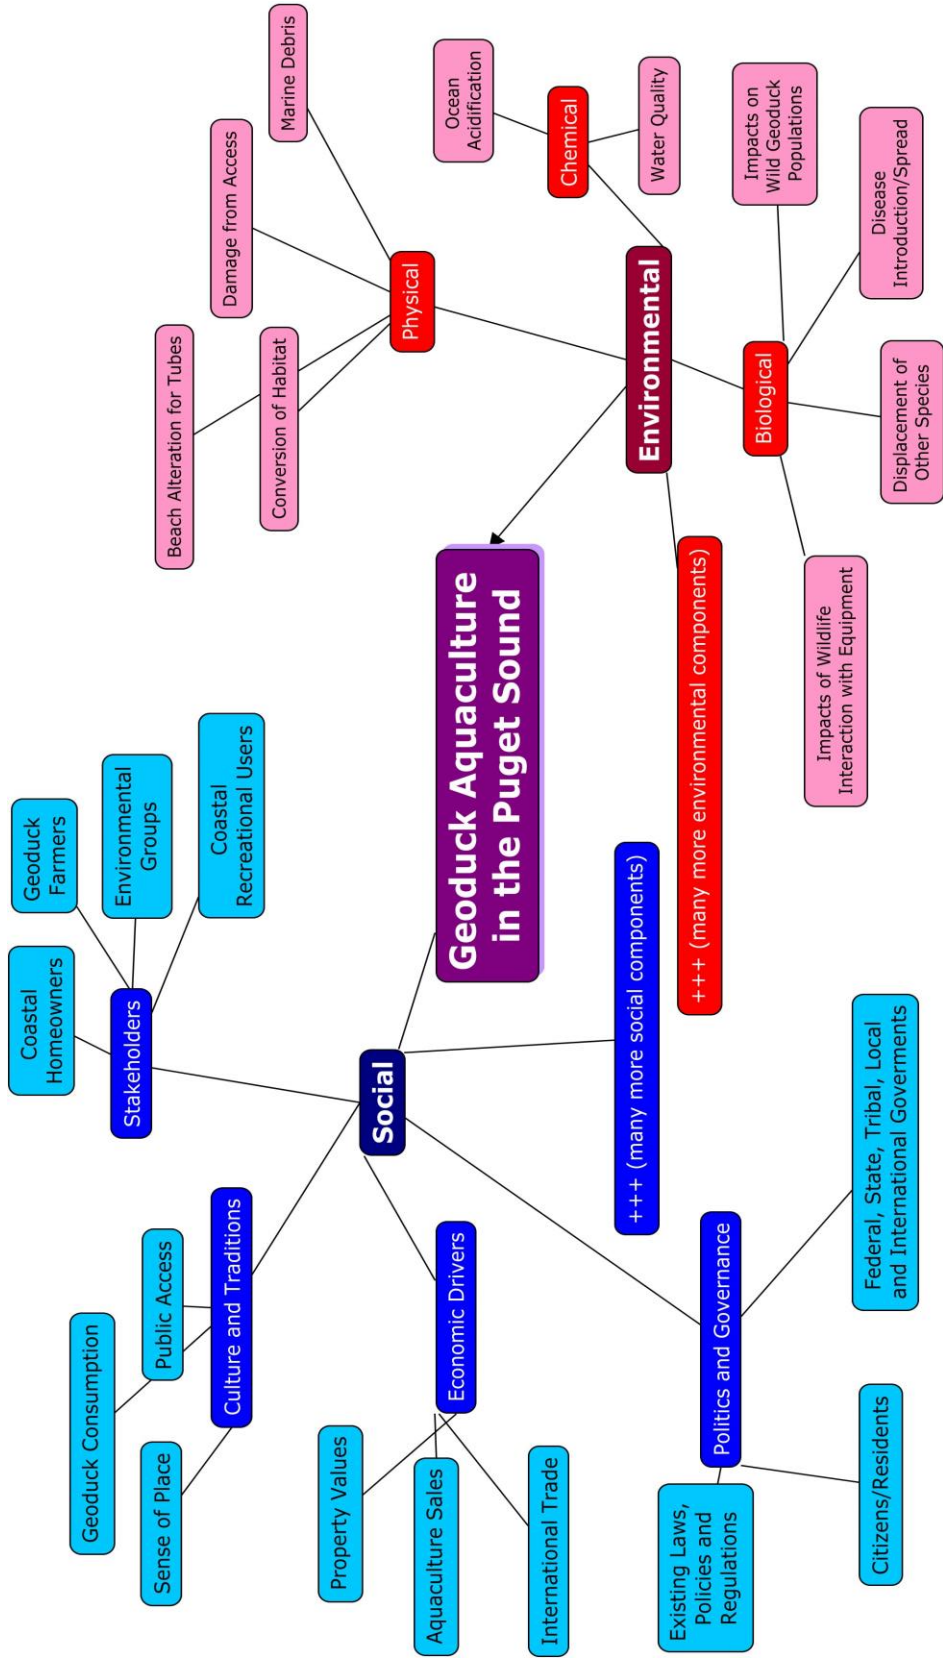 Geoduck Consumption
Sense of Place
Public Access
Culture and Traditions
Coastal
Homeowners
Geoduck
Farmers
Environmental
Groups
Coastal
Recreational Users
Stakeholders
Property Values
Aquaculture Sales
International Trade
Economic Drivers
Social
Existing Laws,
Policies and
Regulations
Citizens/Residents
Politics and Governance
Federal, State, Tribal, Local
and International Goverments
+++ (many more social components)
Geoduck Aquaculture
in the Puget Sound
+++ (many more environmental components)
Beach Alteration for Tubes
Damage from Access
Conversion of Habitat
Marine Debris
Physical
Environmental
Ocean
Acidification
Chemical
Water Quality
Biological
Impacts on
Wild Geoduck
Populations
Disease
Introduction/Spread
Displacement of
Other Species
Impacts of Wildlife
Interaction with Equipment